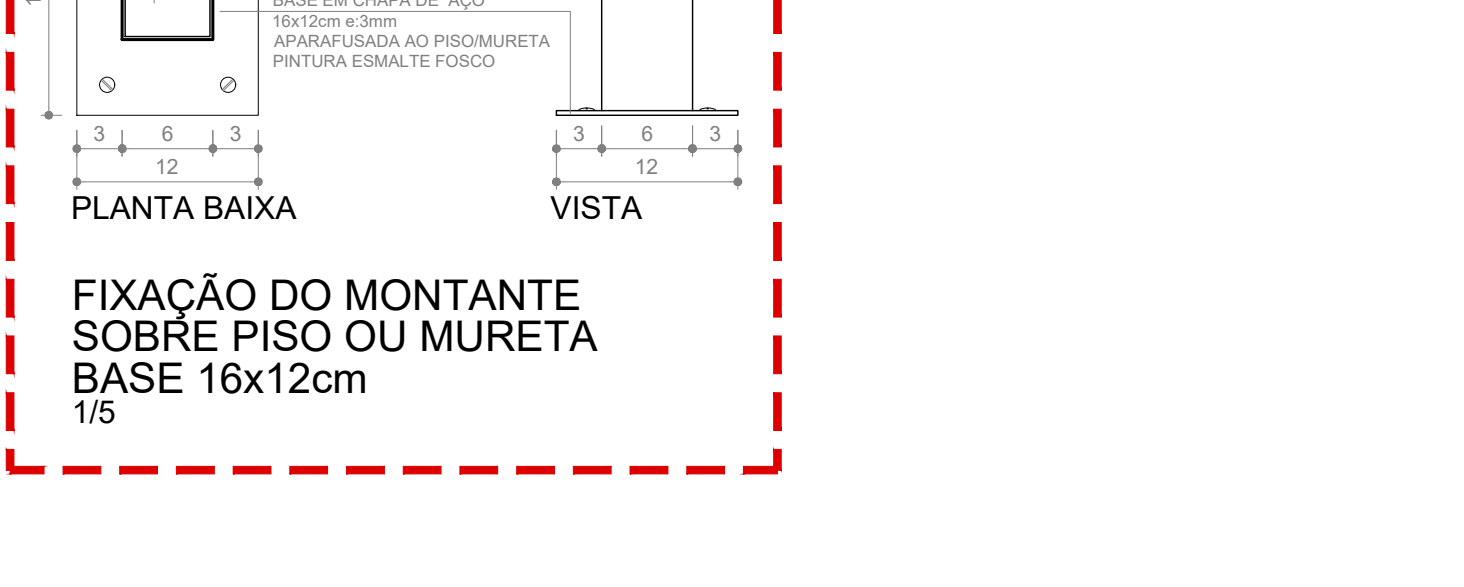 BASE EM CHAPA DE AÇO
16x12cm e:3mm
APARAFUSADA AO PISO/MURETA
PINTURA ESMALTE FOSCO
3 6 3
12
3 6 3
12
PLANTA BAIXA
VISTA
FIXAÇÃO DO MONTANTE
SOBRE PISO OU MURETA
BASE 16x12cm
1/5